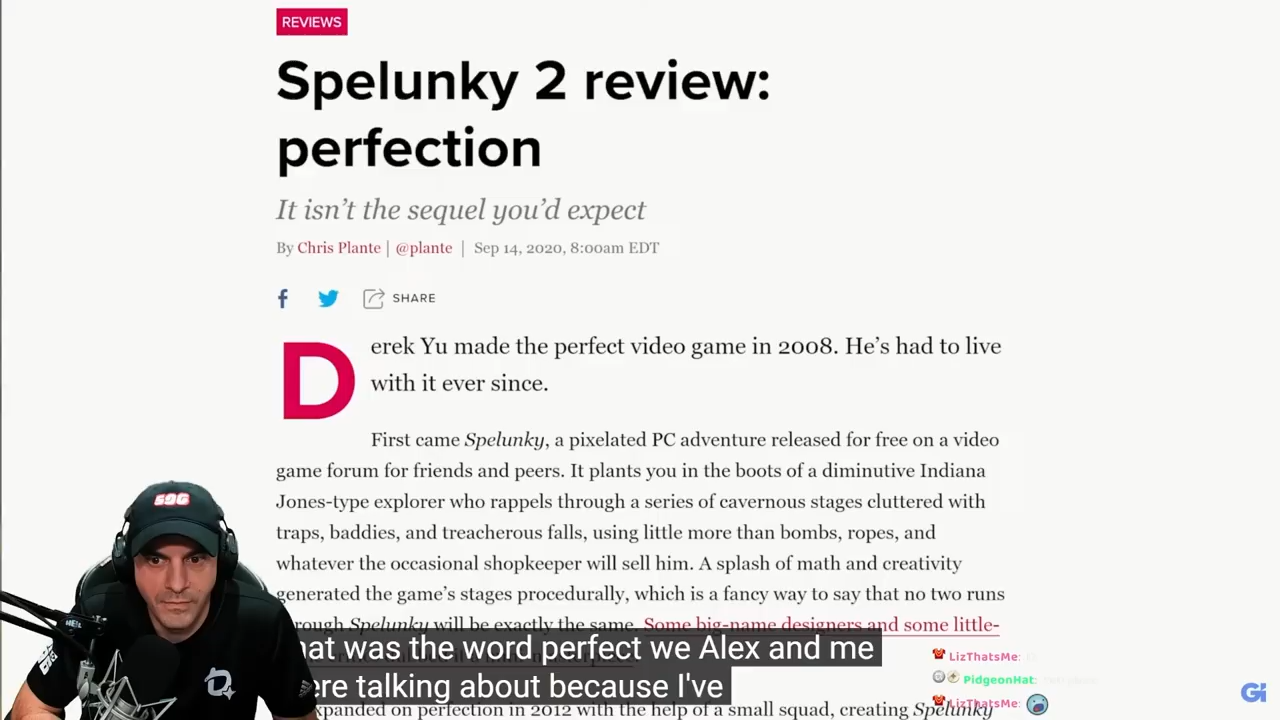 REVIEWS
Spelunky 2 review:
perfection
It isn't the sequel you'd expect
By Chris Plante | @plante | Sep 14, 2020, 8:00am EDT
SHARE
Derek Yu made the perfect video game in 2008. He's had to live
with it ever since.
First came Spelunky, a pixelated PC adventure released for free on a video
game forum for friends and peers. It plants you in the boots of a diminutive Indiana
Jones-type explorer who rappels through a series of cavernous stages cluttered with
traps, baddies, and treacherous falls, using little more than bombs, ropes, and
whatever the occasional shopkeeper will sell him. A splash of math and creativity
generated the game's stages procedurally, which is a fancy way to say that no two runs
Spelunky will be exactly the same. Some big-name designers and some little-
was the word perfect we Alex and me
talking about because I've
LizThatsMe:
PidgeonHat:
LizThatsMe:
on perfection in 2012 with the help of a small squad, creating Spelunky
GI